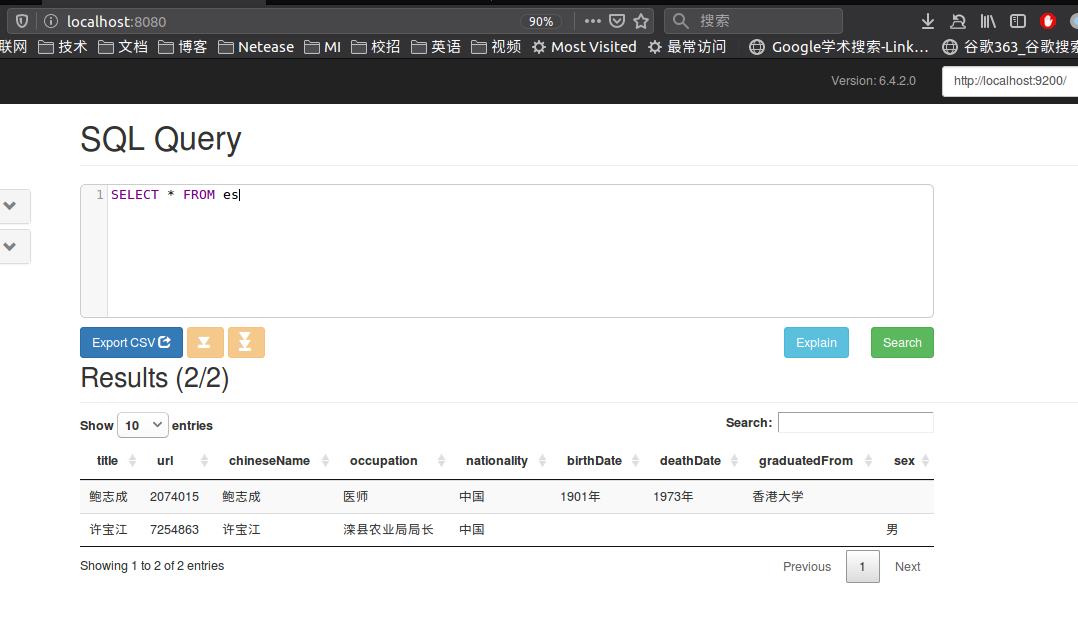 localhost:8080 90% 搜索
联网 技术 文档 博客 Netease MI 校招 英语 视频 Most Visited 最常访问 Google学术搜索-Link… 谷歌363_谷歌搜索
Version: 6.4.2.0 http://localhost:9200/
SQL Query
1 SELECT * FROM es
Export CSV Explain Search
Results (2/2)
Show 10 entries Search:
title url chineseName occupation nationality birthDate deathDate graduatedFrom sex
鲍志成 2074015 鲍志成 医师 中国 1901年 1973年 香港大学
许宝江 7254863 许宝江 滦县农业局局长 中国 男
Showing 1 to 2 of 2 entries Previous 1 Next